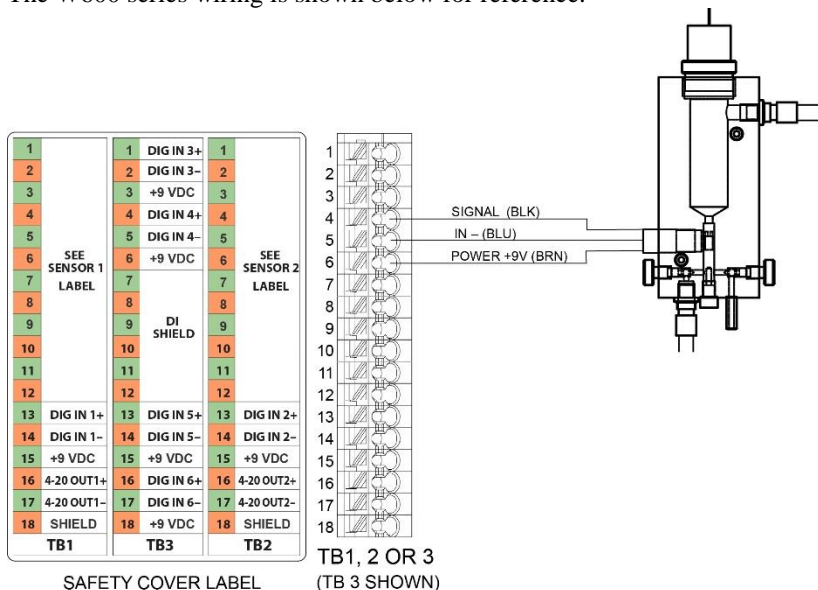 The series wiring is shown below for reference.
1 1 DIG IN 3+ 1
2 2 DIG IN 3– 2
3 3 +9 VDC 3
4 4 DIG IN 4+ 4
5 5 DIG IN 4– 5
6 6 +9 VDC 6
SEE
SENSOR 1
LABEL
SEE
SENSOR 2
LABEL
7 7 7
8 8 8
9 9 9
DI
SHIELD
10 10 10
11 11 11
12 12 12
13 DIG IN 1+ 13 DIG IN 5+ 13 DIG IN 2+
14 DIG IN 1– 14 DIG IN 5– 14 DIG IN 2–
15 +9 VDC 15 +9 VDC 15 +9 VDC
16 4-20 OUT1+ 16 DIG IN 6+ 16 4-20 OUT2+
17 4-20 OUT1– 17 DIG IN 6– 17 4-20 OUT2–
18 SHIELD 18 +9 VDC 18 SHIELD
TB1 TB3 TB2
SAFETY COVER LABEL
1
2
3
4
5
6
7
8
9
10
11
12
13
14
15
16
17
18
TB1, 2 OR 3
(TB 3 SHOWN)
SIGNAL (BLK)
IN – (BLU)
POWER +9V (BRN)